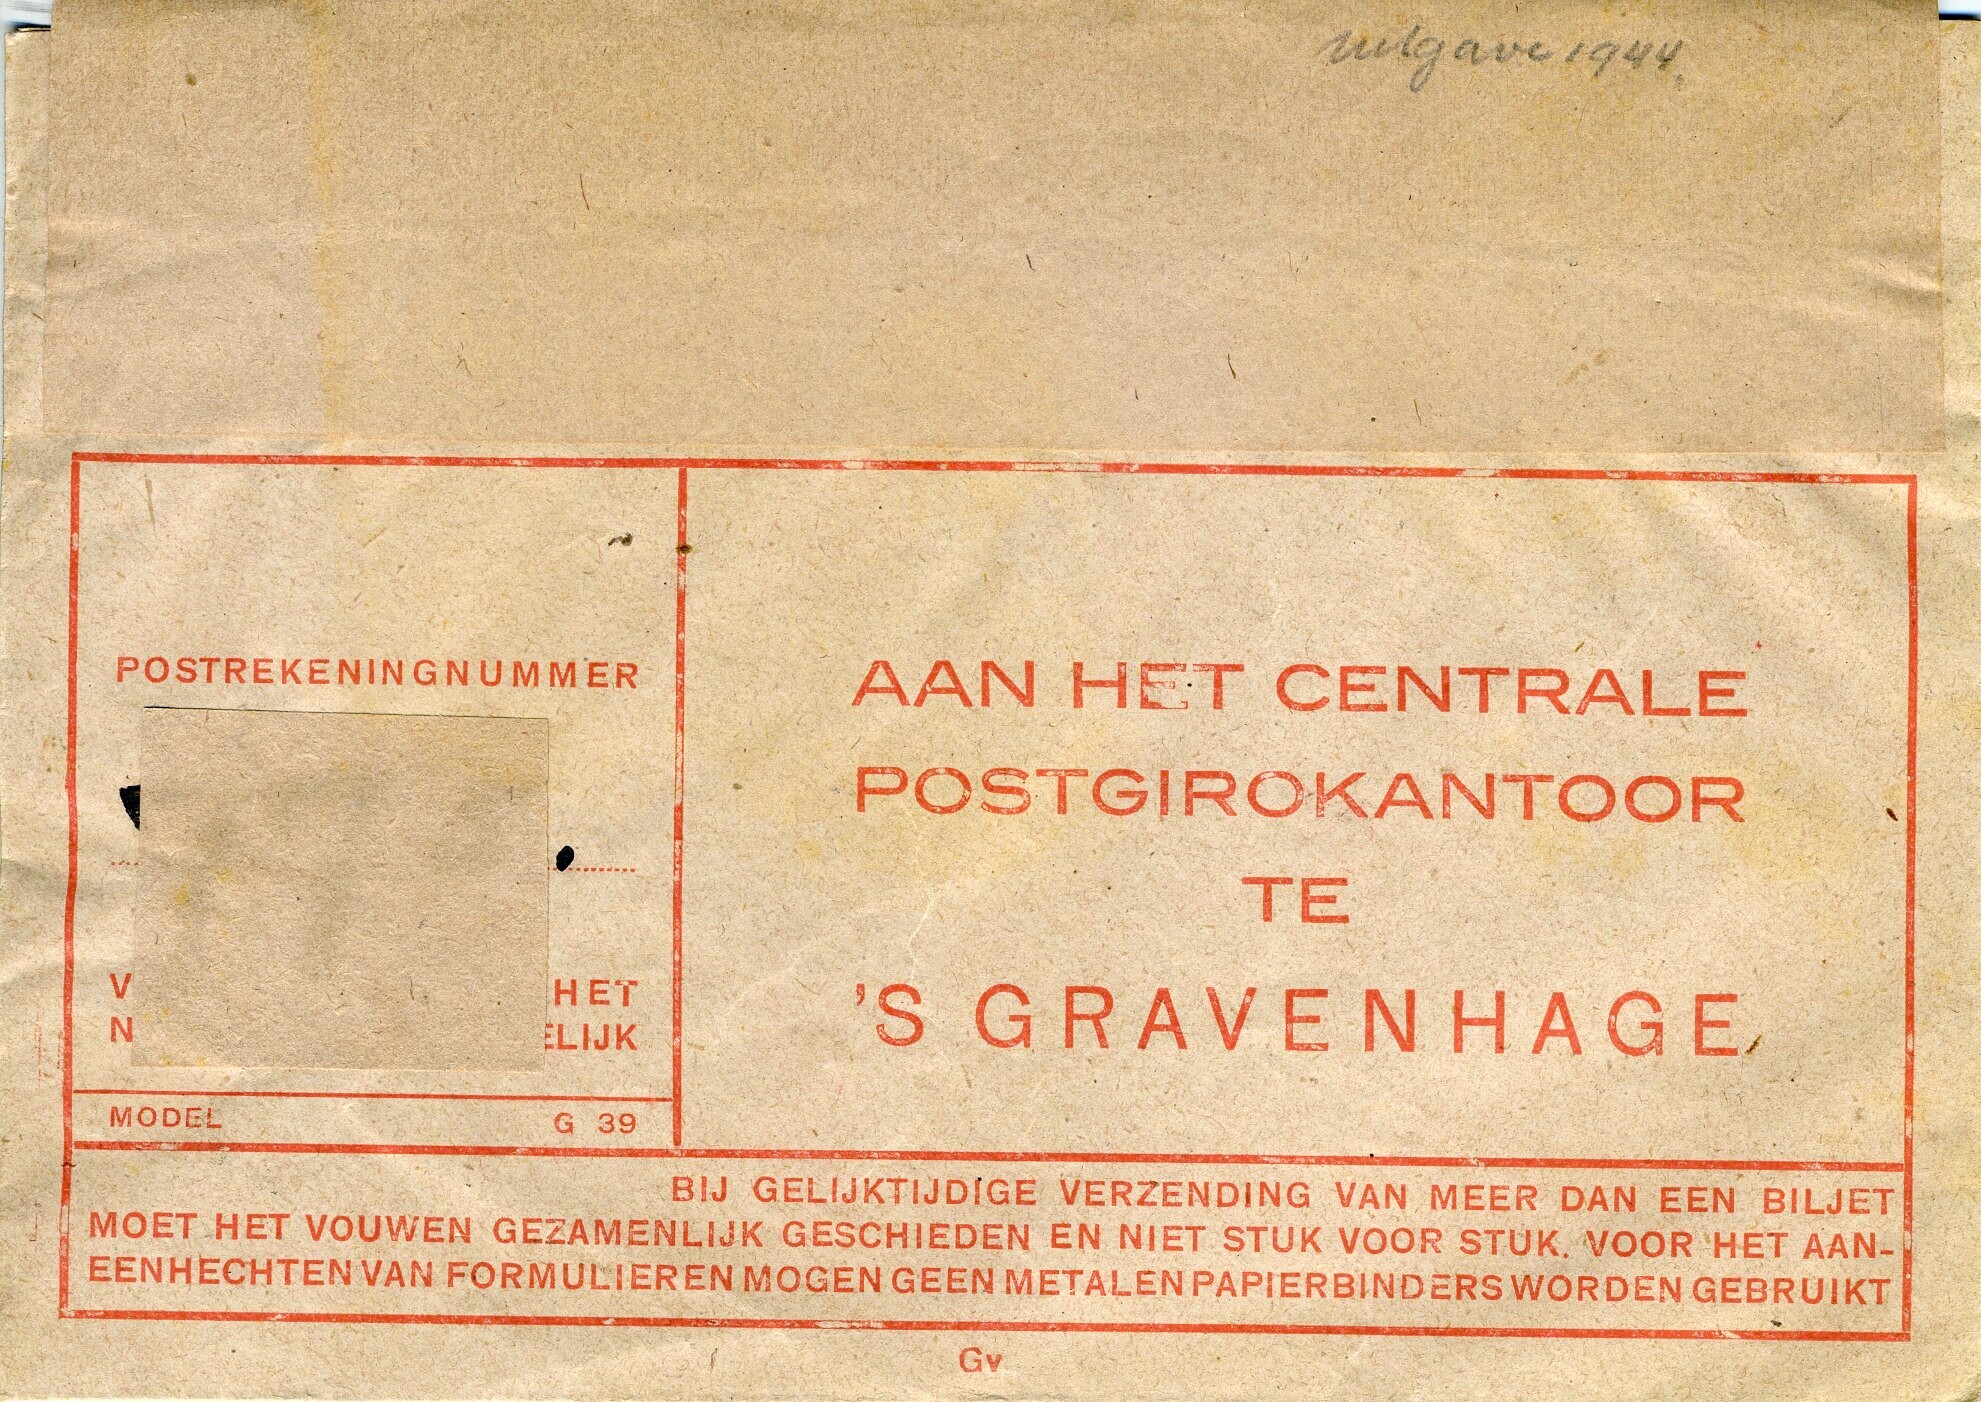 uitgave 1944.
POSTREKENINGNUMMER
V HET
N ELIJK
MODEL G 39
AAN HET CENTRALE
POSTGIROKANTOOR
TE
'S GRAVENHAGE
BIJ GELIJKTIJDIGE VERZENDING VAN MEER DAN EEN BILJET
MOET HET VOUWEN GEZAMENLIJK GESCHIEDEN EN NIET STUK VOOR STUK. VOOR HET AAN-
EENHECHTEN VAN FORMULIEREN MOGEN GEEN METALEN PAPIERBINDERS WORDEN GEBRUIKT
Gv